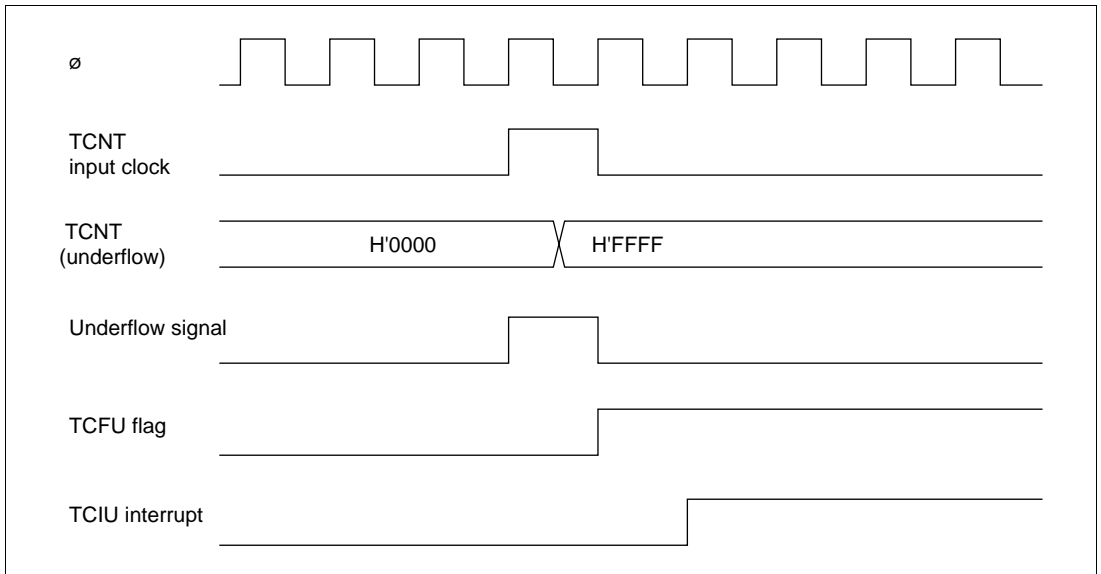 ø
TCNT
input clock
TCNT
(underflow)
H'0000
H'FFFF
Underflow signal
TCFU flag
TCIU interrupt